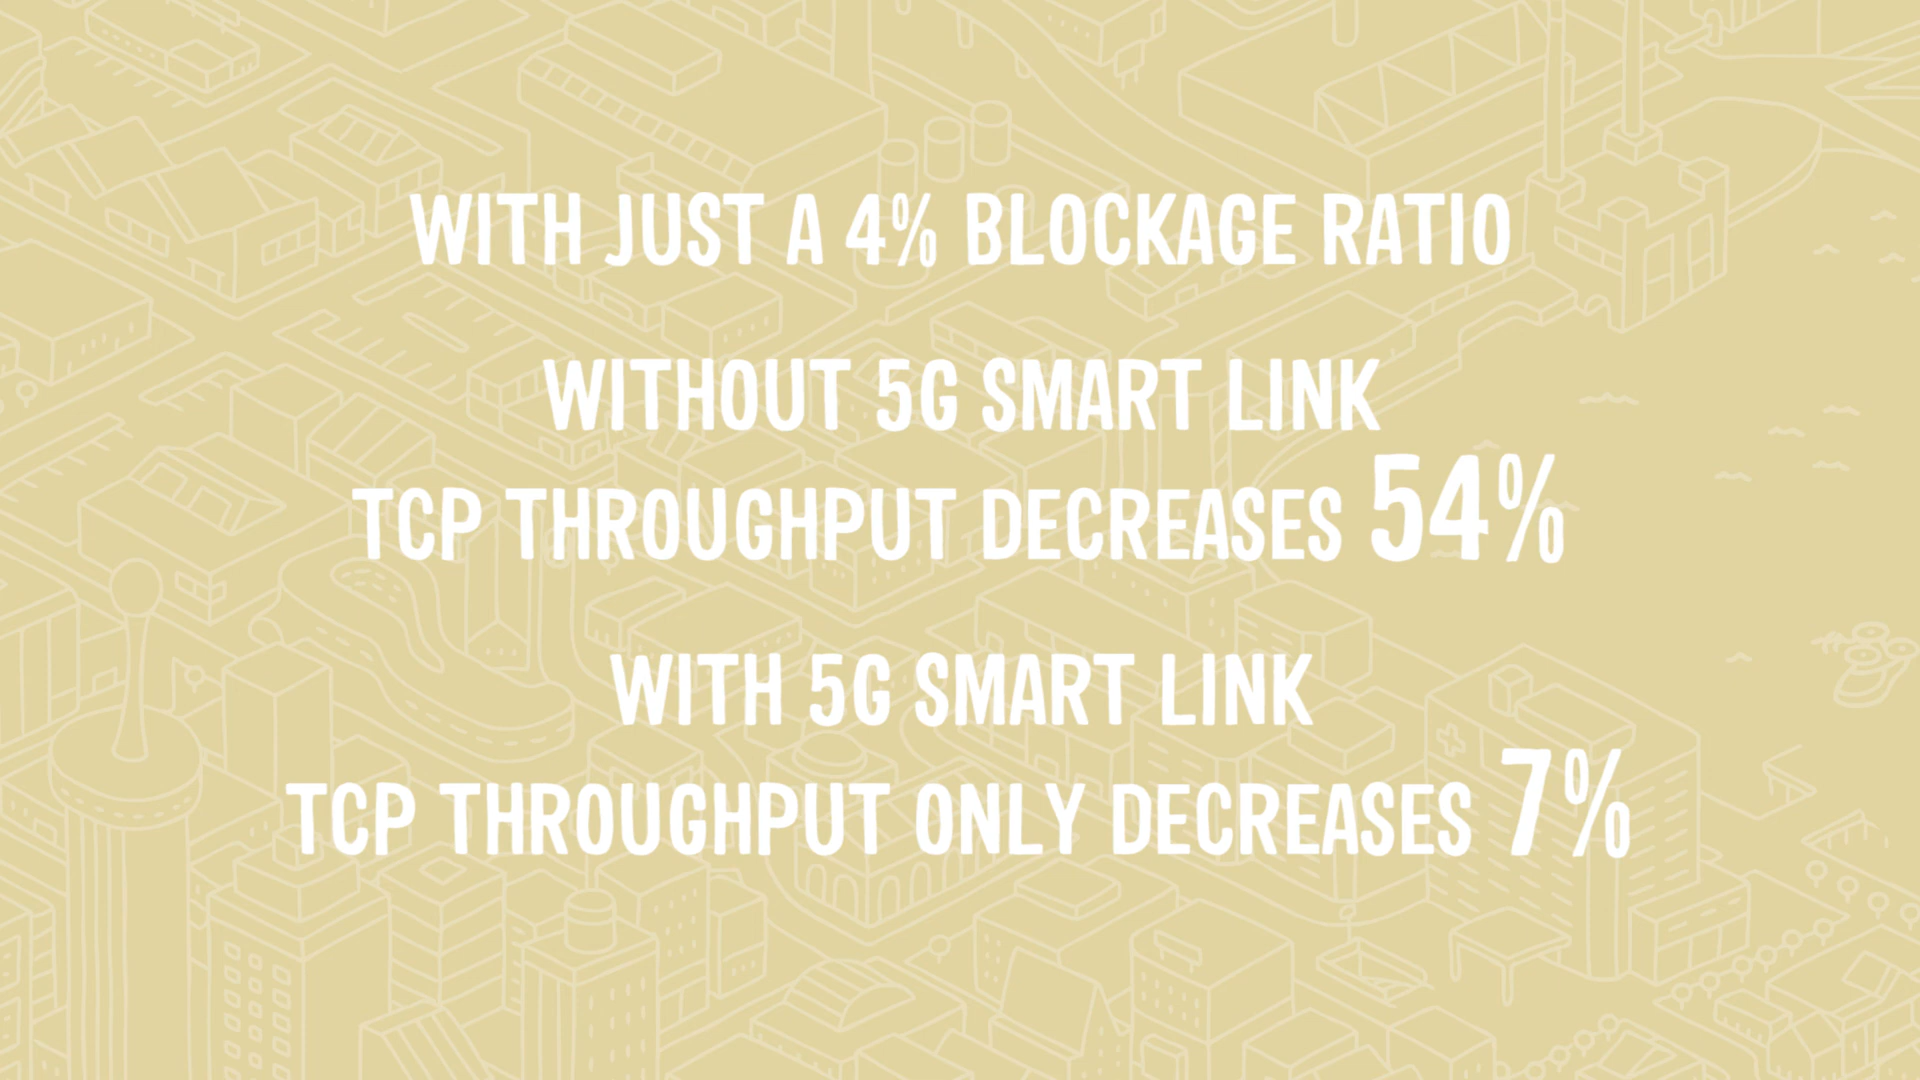 WITH JUST A 4% BLOCKAGE RATIO
WITHOUT 5G SMART LINK
TCP THROUGHPUT DECREASES 54%
WITH 5G SMART LINK
TCP THROUGHPUT ONLY DECREASES 7%